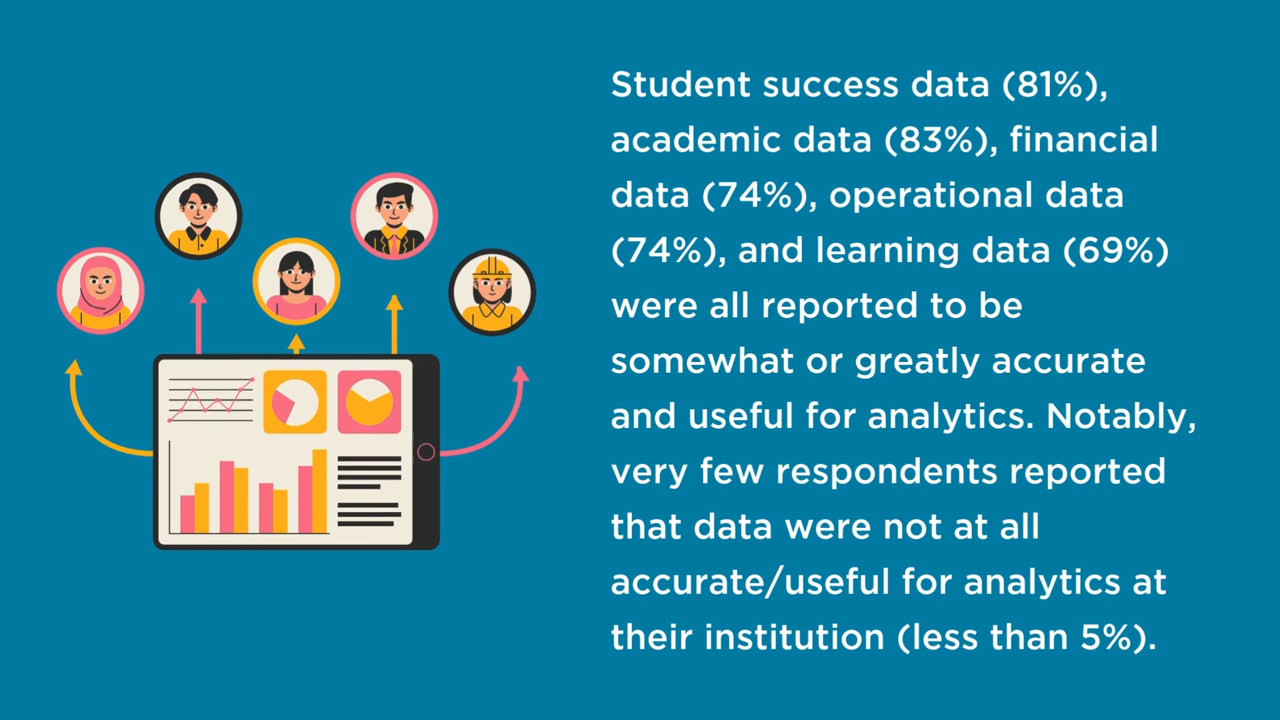 Student success data (81%),
academic data (83%), financial
data (74%), operational data
(74%), and learning data (69%)
were all reported to be
somewhat or greatly accurate
and useful for analytics. Notably,
very few respondents reported
that data were not at all
accurate/useful for analytics at
their institution (less than 5%).